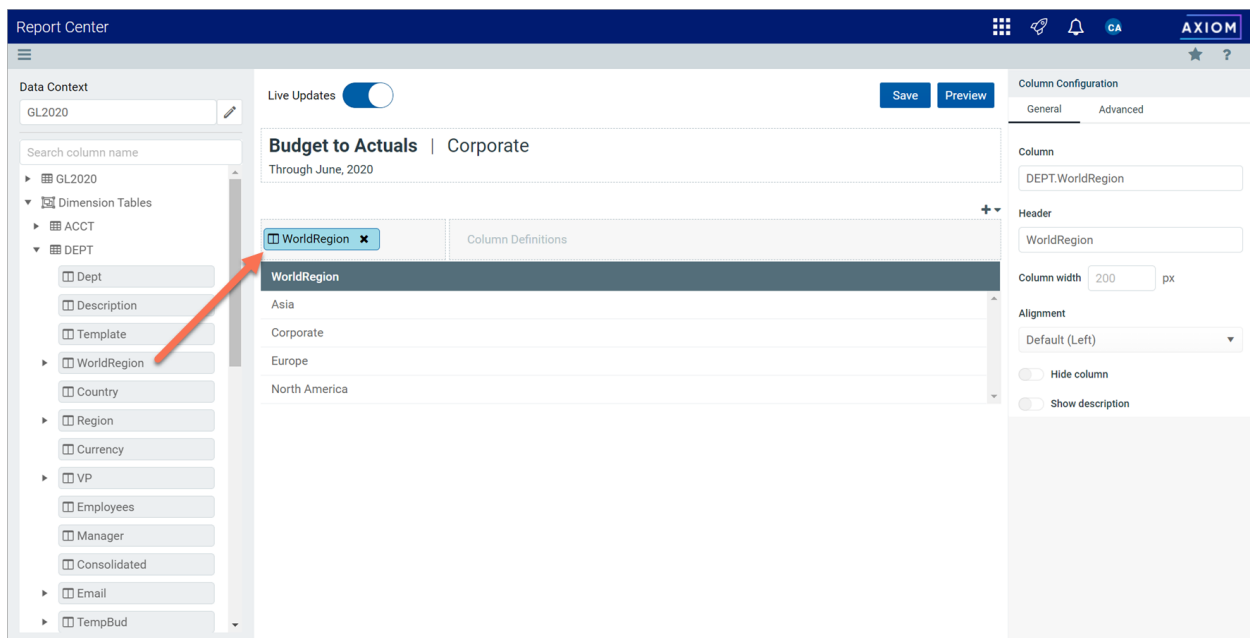 Report Center
CA
AXIOM
?
Data Context
GL2020
Search column name
GL2020
Dimension Tables
ACCT
DEPT
Dept
Description
Template
WorldRegion
Country
Region
Currency
VP
Employees
Manager
Consolidated
Email
TempBud
Live Updates
Save
Preview
Budget to Actuals | Corporate
Through June, 2020
WorldRegion
Column Definitions
WorldRegion
Asia
Corporate
Europe
North America
Column Configuration
General Advanced
Column
DEPT.WorldRegion
Header
WorldRegion
Column width 200 px
Alignment
Default (Left)
Hide column
Show description